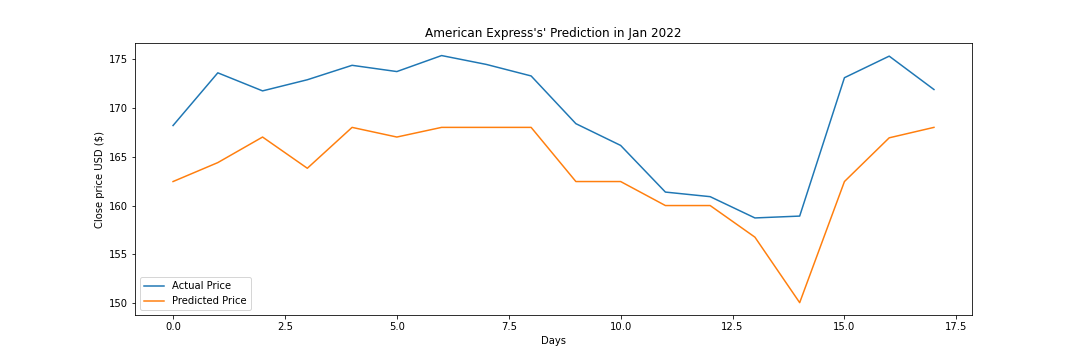 American Express's' Prediction in Jan 2022
Close price USD ($)
175
170
165
160
155
150
Actual Price
Predicted Price
0.0 2.5 5.0 7.5 10.0 12.5 15.0 17.5
Days